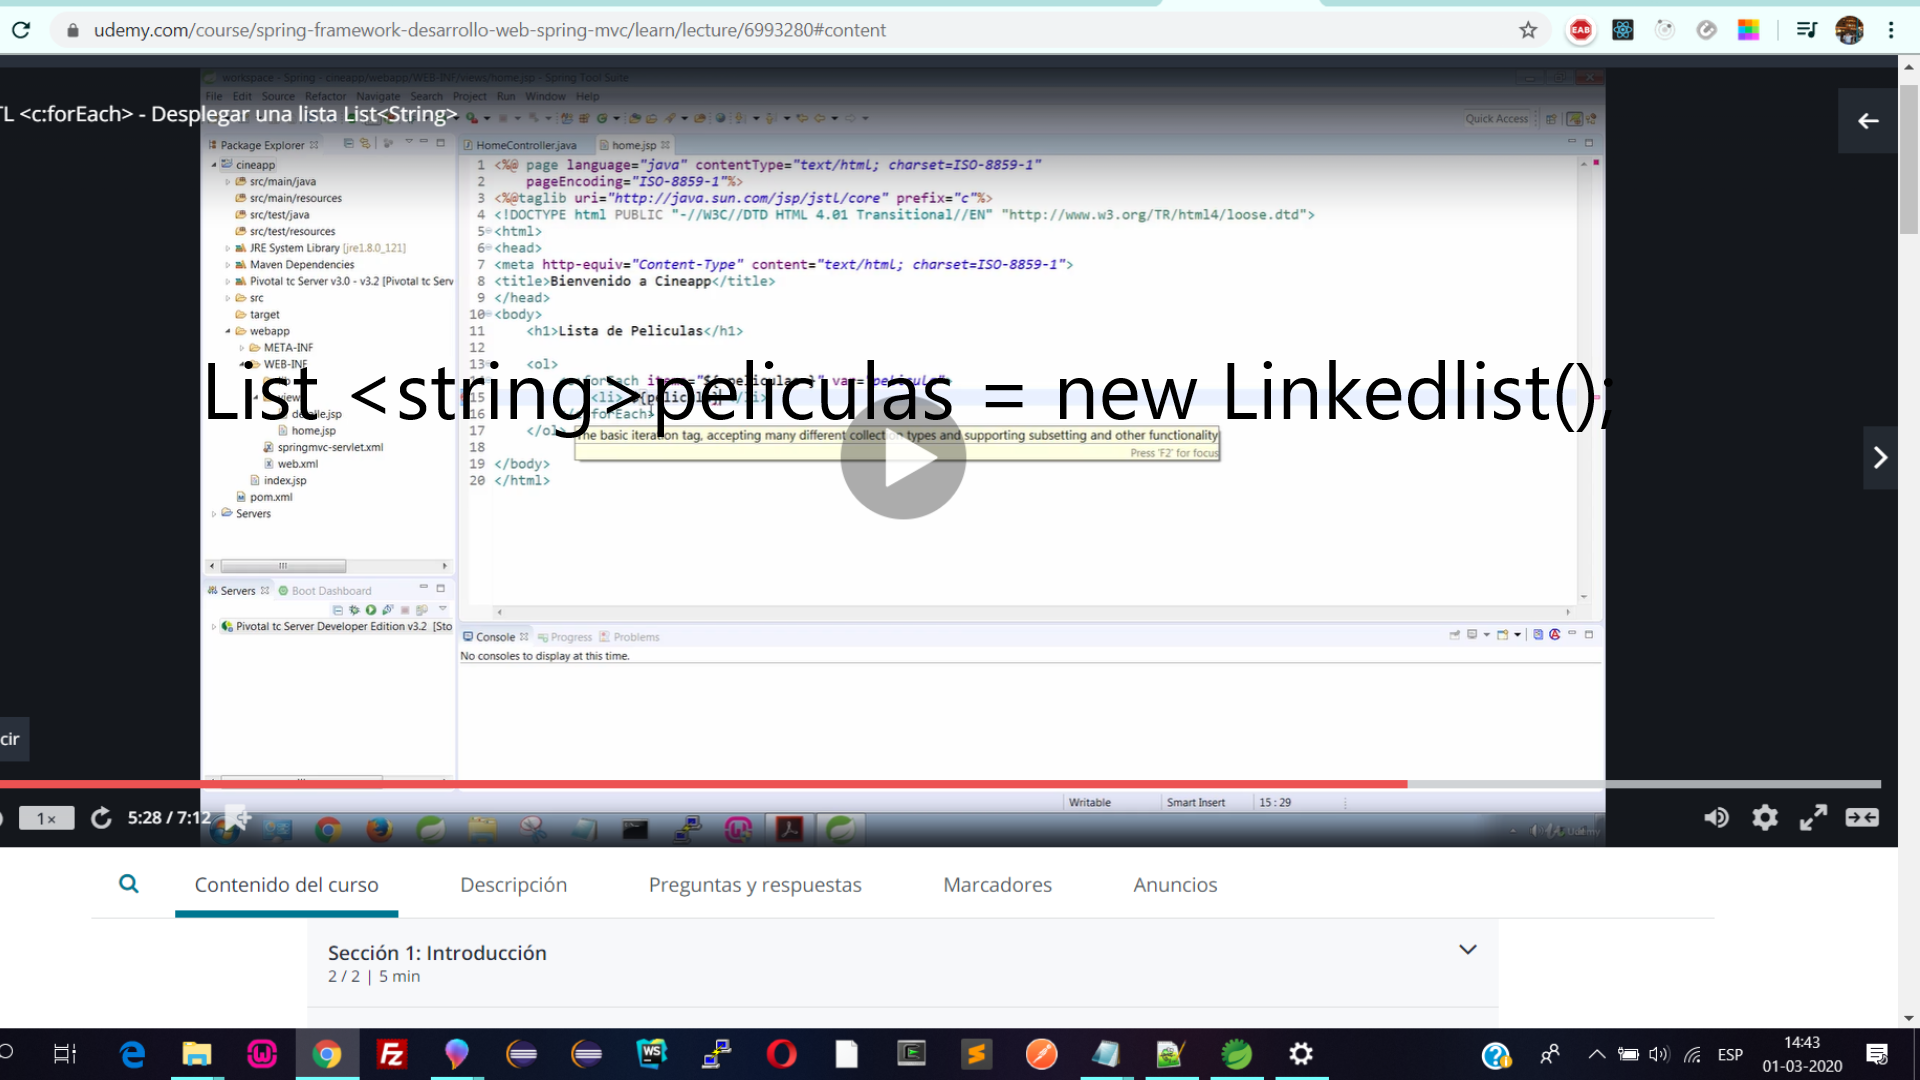 udemy.com/course/spring-framework-desarrollo-web-spring-mvc/learn/lecture/6993280#content
workspace - Spring - cineapp/webapp/WEB-INF/views/home.jsp - Spring Tool Suite
File Edit Source Refactor Navigate Search Project Run Window Help
TL <c:forEach> - Desplegar una lista List<String>
Quick Access
Package Explorer
HomeController.java
home.jsp
cineapp
src/main/java
src/main/resources
src/test/java
src/test/resources
JRE System Library [jre1.8.0_121]
Maven Dependencies
Pivotal tc Server v3.0 - v3.2 [Pivotal tc Serv
src
target
webapp
META-INF
WEB-INF
detalle.jsp
home.jsp
springmvc-servlet.xml
web.xml
index.jsp
pom.xml
Servers
1 <%@ page language="java" contentType="text/html; charset=ISO-8859-1"
2 pageEncoding="ISO-8859-1"%>
3 <%@taglib uri="http://java.sun.com/jsp/jstl/core" prefix="c"%>
4 <!DOCTYPE html PUBLIC "-//W3C//DTD HTML 4.01 Transitional//EN" "http://www.w3.org/TR/html4/loose.dtd">
5 <html>
6 <head>
7 <meta http-equiv="Content-Type" content="text/html; charset=ISO-8859-1">
8 <title>Bienvenido a Cineapp</title>
9 </head>
10 <body>
11 <h1>Lista de Peliculas</h1>
12
13 <ol>
List <string>peliculas = new Linkedlist();
15 <li>
16
17 </ol>
18
19 </body>
20 </html>
The basic iteration tag, accepting many different collection types and supporting subsetting and other functionality
Press 'F2' for focus
Servers
Boot Dashboard
Pivotal tc Server Developer Edition v3.2 [Sto
Console
Progress
Problems
No consoles to display at this time.
cir
Writable
Smart Insert
15 : 29
1×
5:28 / 7:12
Udemy
Contenido del curso
Descripción
Preguntas y respuestas
Marcadores
Anuncios
Sección 1: Introducción
2 / 2 | 5 min
ESP
14:43
01-03-2020